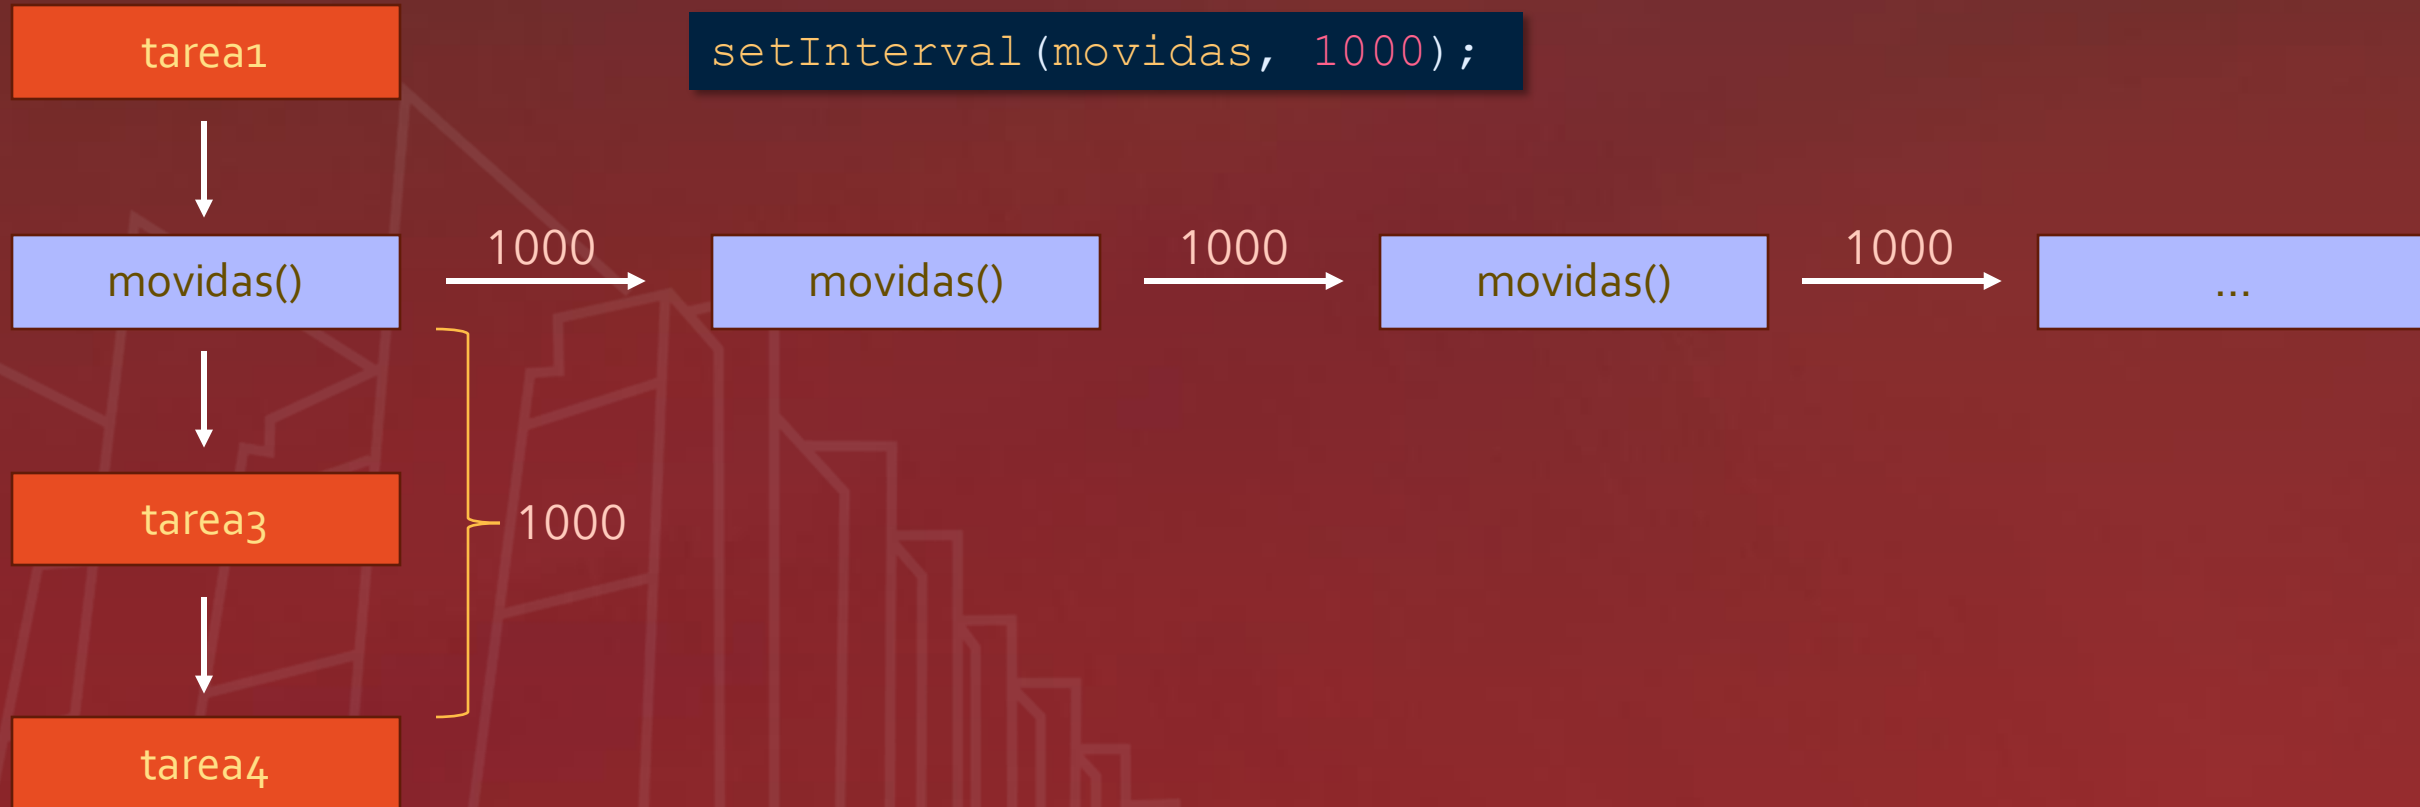 tarea1
setInterval(movidas, 1000);
movidas()
1000
movidas()
1000
movidas()
1000
...
tarea3
1000
tarea4